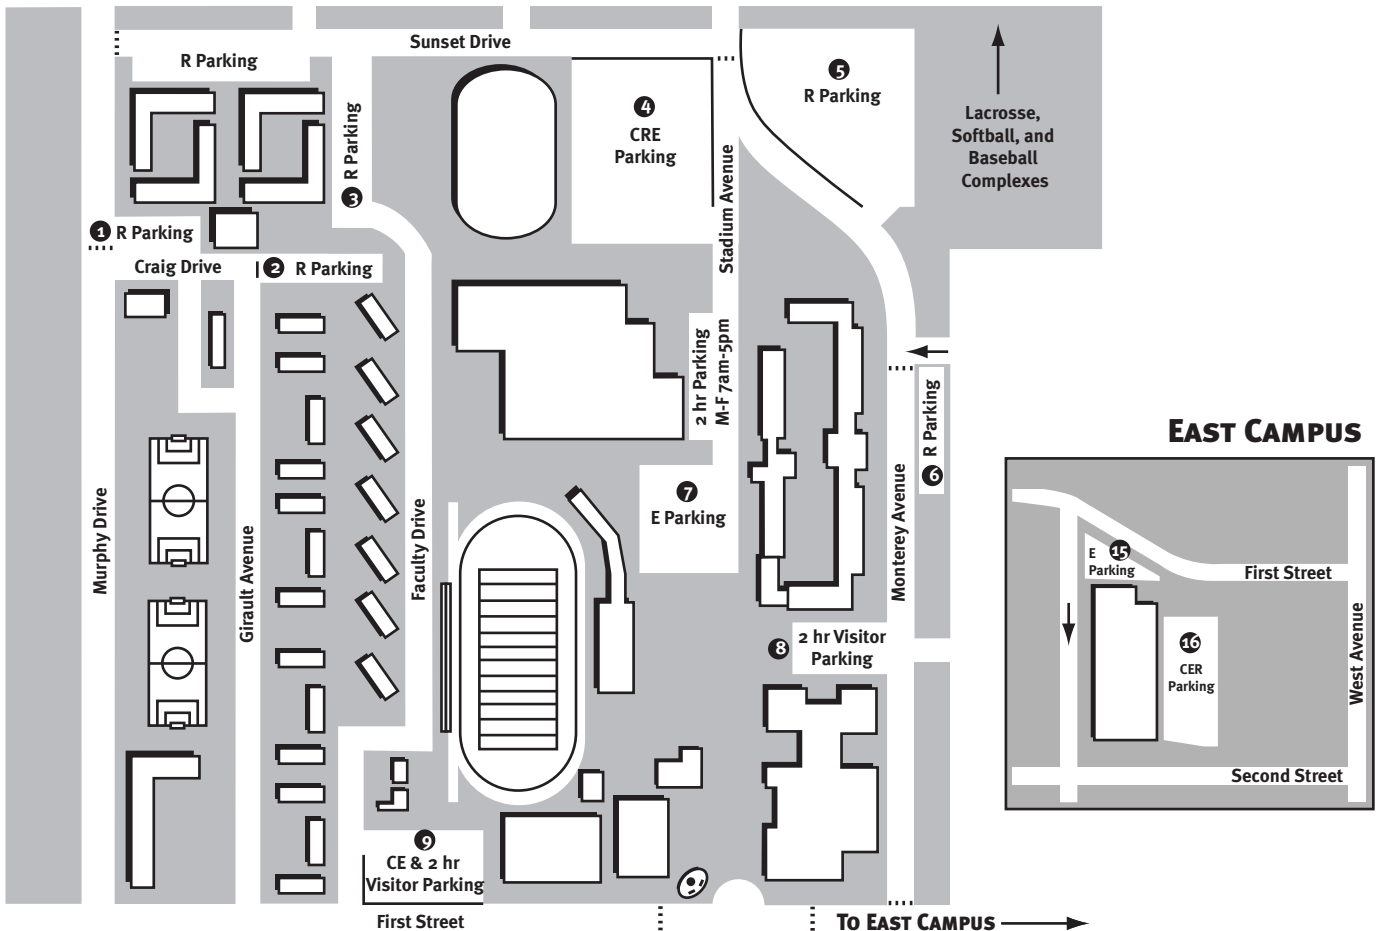 Sunset Drive
R Parking
3 R Parking
4
CRE
Parking
5
R Parking
Lacrosse,
Softball, and
Baseball
Complexes
Stadium Avenue
1 R Parking
Craig Drive
2 R Parking
2 hr Parking
M-F 7am-5pm
6 R Parking
Murphy Drive
Girault Avenue
Faculty Drive
7
E Parking
Monterey Avenue
8
2 hr Visitor
Parking
9
CE & 2 hr
Visitor Parking
First Street
To East Campus
East Campus
E 15
Parking
First Street
16
CER
Parking
West Avenue
Second Street